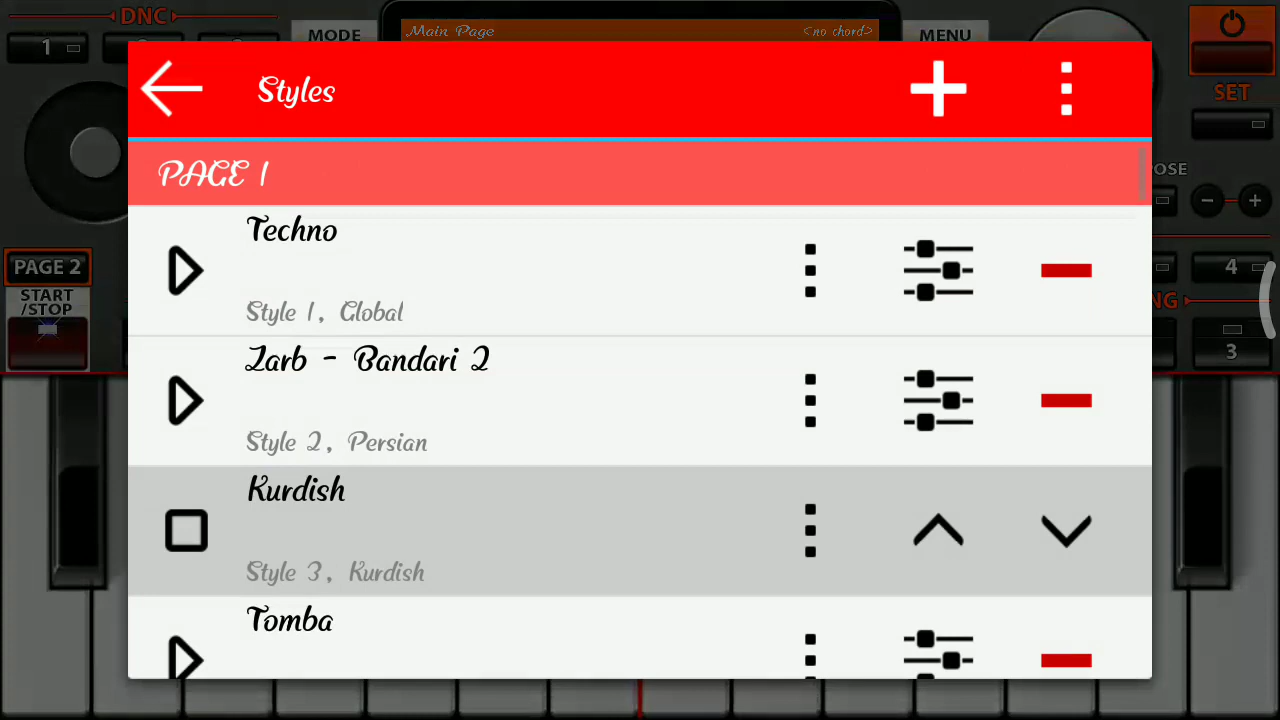 DNC
1
MODE
Main Page
<no chord>
MENU
SET
Styles
PAGE 1
Techno
Style 1, Global
Zarb - Bandari 2
Style 2, Persian
Kurdish
Style 3, Kurdish
Tomba
PAGE 2
START
/STOP
4
3